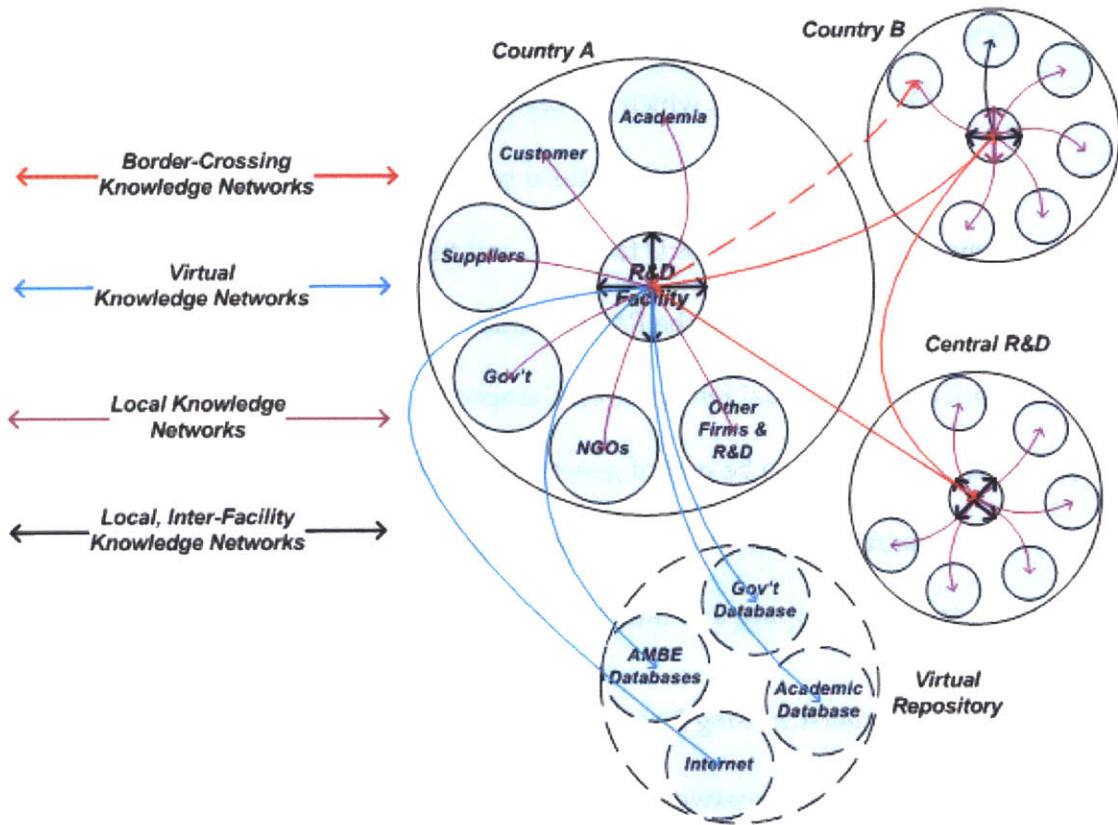 Country A
Country B
Academia
Customer
Border-Crossing
Knowledge Networks
Suppliers
Virtual
Knowledge Networks
R&D
Facility
Central R&D
Gov't
Local Knowledge
Networks
Other
Firms &
R&D
NGOs
Local, Inter-Facility
Knowledge Networks
Gov't
Database
AMBE
Databases
Academic
Database
Virtual
Repository
Internet